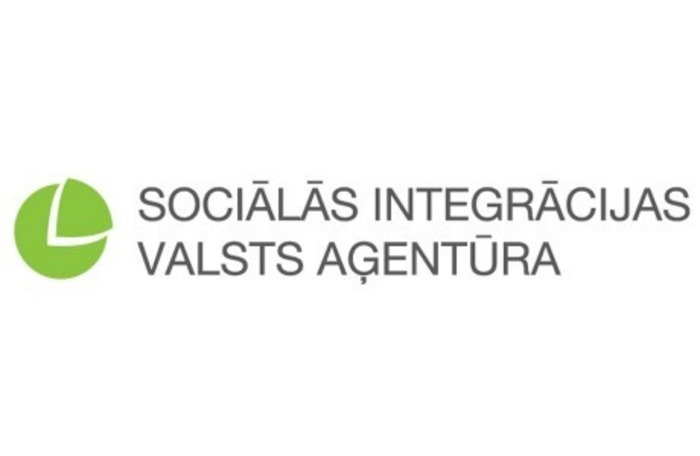 SOCIĀLĀS INTEGRĀCIJAS
VALSTS AĢENTŪRA